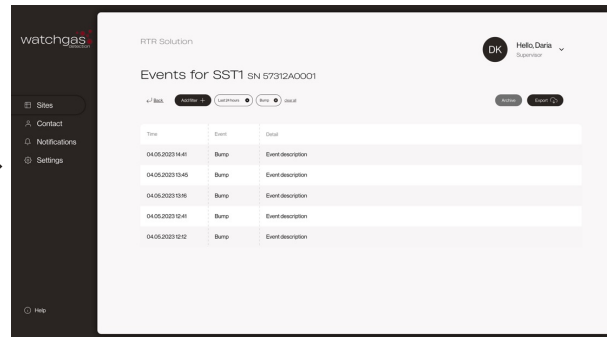 watchgas
detection
Sites
Contact
Notifications
Settings
Help
RTR Solution
DK
Hello, Daria
Supervisor
Events for SST1 SN 57312A0001
Back
Add filter +
Last 24 hours
Bump
clear all
Archive
Export
Time Event Detail
04.05.2023 14:41 Bump Event description
04.05.2023 13:45 Bump Event description
04.05.2023 13:16 Bump Event description
04.05.2023 12:41 Bump Event description
04.05.2023 12:12 Bump Event description